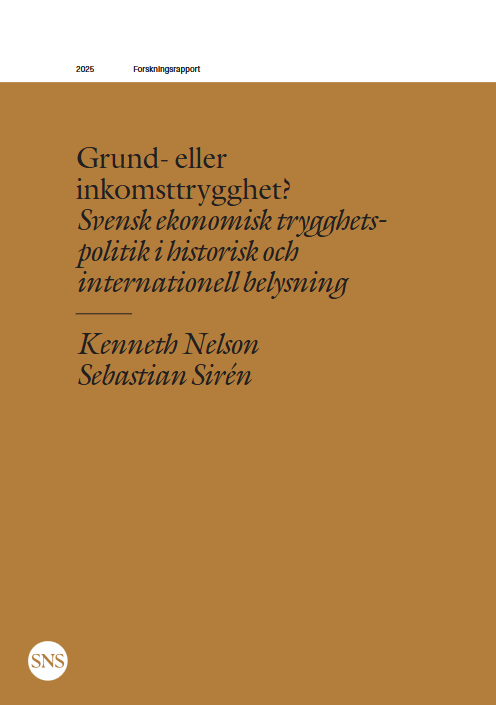 2025 Forskningsrapport
Grund- eller
inkomsttrygghet?
Svensk ekonomisk trygghets-
politik i historisk och
internationell belysning
Kenneth Nelson
Sebastian Sirén
SNS